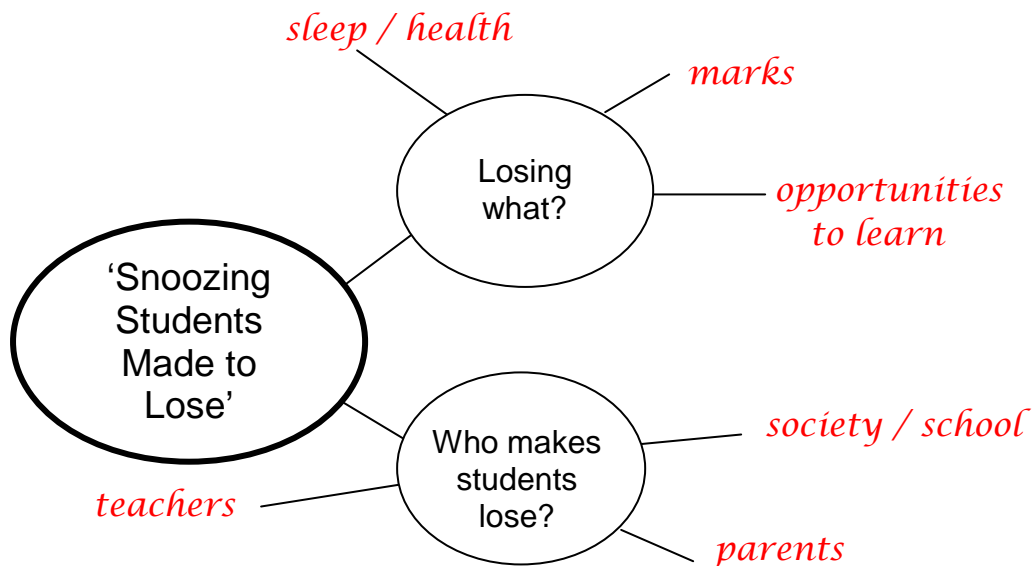 sleep / health
marks
Losing
what?
opportunities
to learn
‘Snoozing
Students
Made to
Lose’
Who makes
students
lose?
society / school
teachers
parents